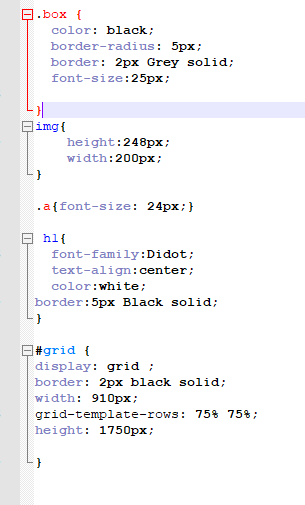 .box {
color: black;
border-radius: 5px;
border: 2px Grey solid;
font-size:25px;
}
img{
height:248px;
width:200px;
}
.a{font-size: 24px;}
h1{
font-family:Didot;
text-align:center;
color:white;
border:5px Black solid;
}
#grid {
display: grid ;
border: 2px black solid;
width: 910px;
grid-template-rows: 75% 75%;
height: 1750px;
}